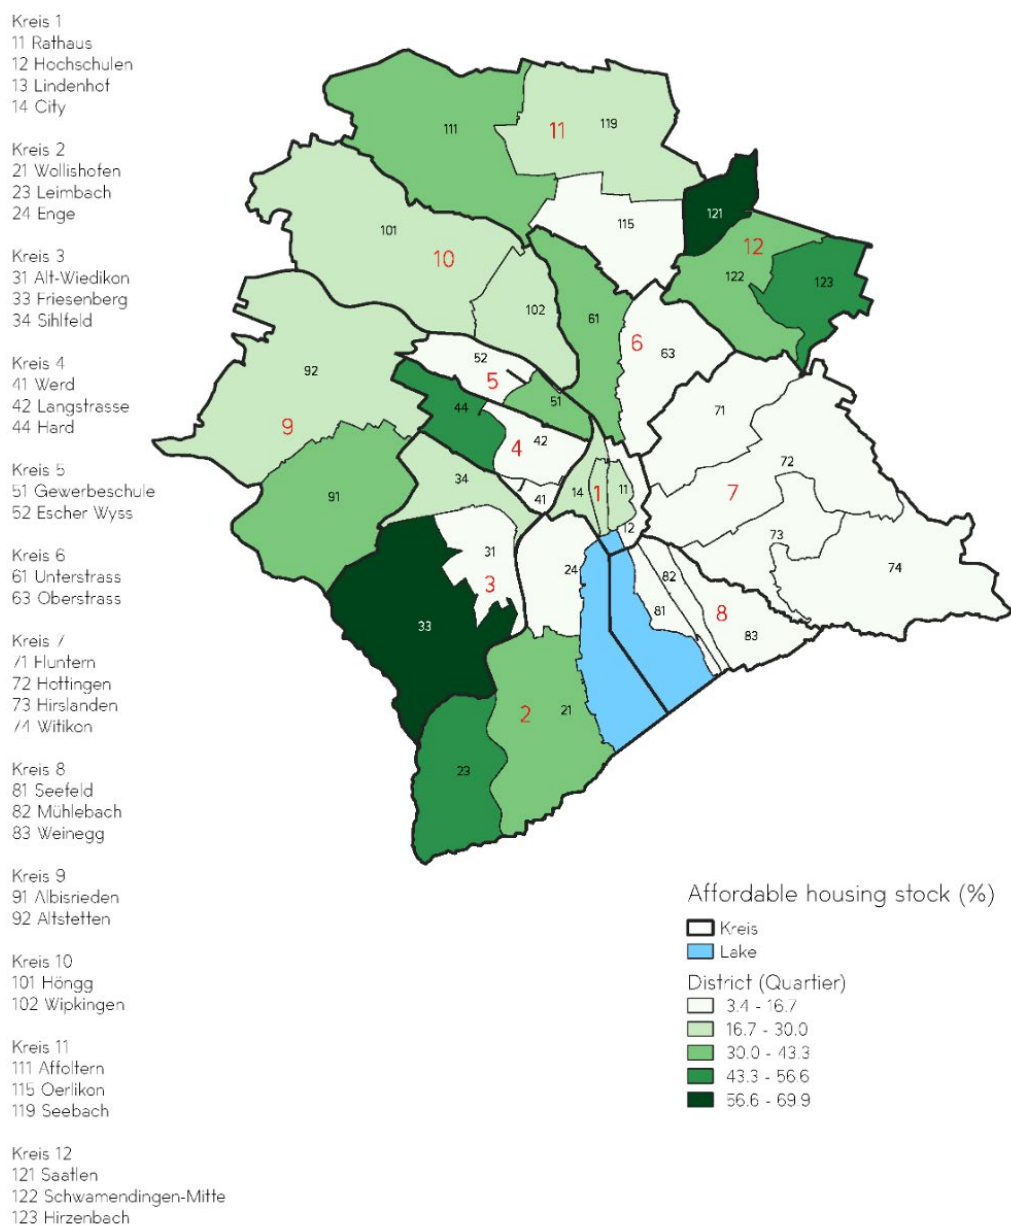 Kreis 1
11 Rathaus
12 Hochschulen
13 Lindenhof
14 City
Kreis 2
21 Wollishofen
23 Leimbach
24 Enge
Kreis 3
31 Alt-Wiedikon
33 Friesenberg
34 Sihlfeld
Kreis 4
41 Werd
42 Langstrasse
44 Hard
Kreis 5
51 Gewerbeschule
52 Escher Wyss
Kreis 6
61 Unterstrass
63 Oberstrass
Kreis 7
71 Fluntern
72 Hottingen
73 Hirslanden
74 Witikon
Kreis 8
81 Seefeld
82 Mühlebach
83 Weinegg
Kreis 9
91 Albisrieden
92 Altstetten
Kreis 10
101 Höngg
102 Wipkingen
Kreis 11
111 Affoltern
115 Oerlikon
119 Seebach
Kreis 12
121 Saatlen
122 Schwamendingen-Mitte
123 Hirzenbach
111
11
119
121
115
101
12
10
122
123
102
61
6
63
52
92
5
51
44
71
9
4
42
72
34
7
91
41
14
1
11
12
73
31
3
24
82
74
81
8
83
33
2
21
23
Affordable housing stock (%)
Kreis
Lake
District (Quartier)
3.4 - 16.7
16.7 - 30.0
30.0 - 43.3
43.3 - 56.6
56.6 - 69.9